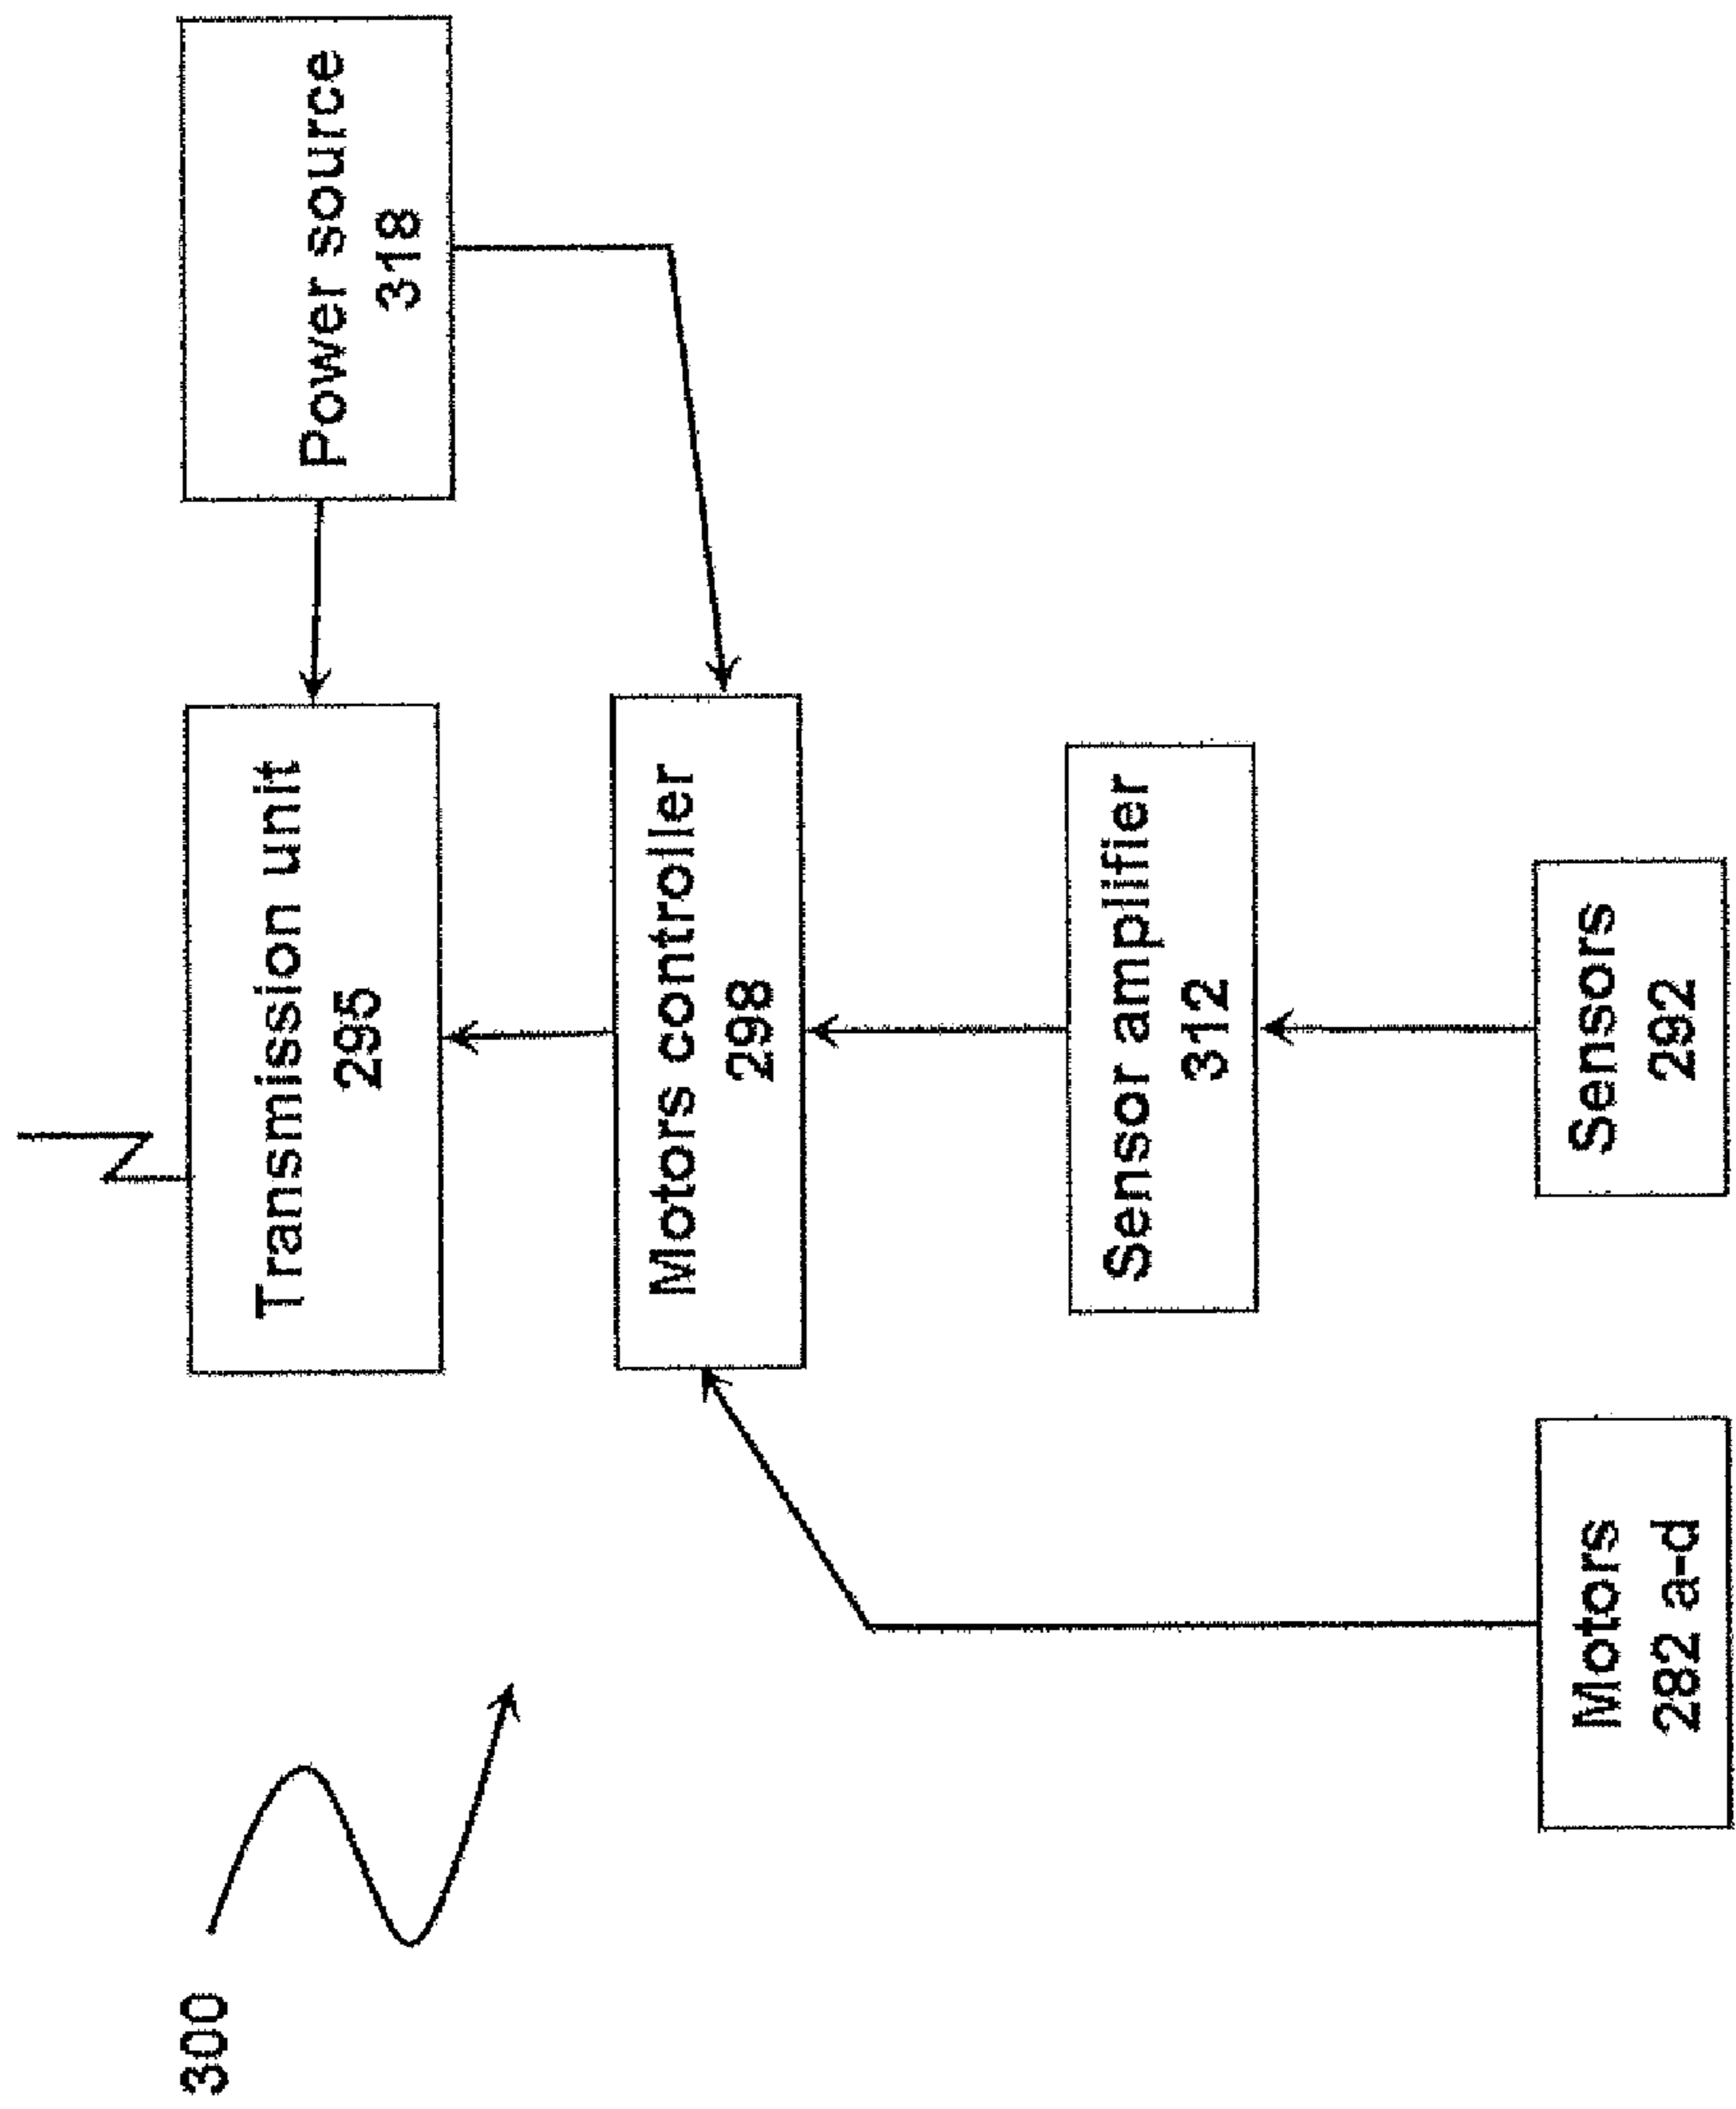 300
Transmission unit
295
Power source
318
Motors controller
298
Sensor amplifier
312
Motors
282 a-d
Sensors
292